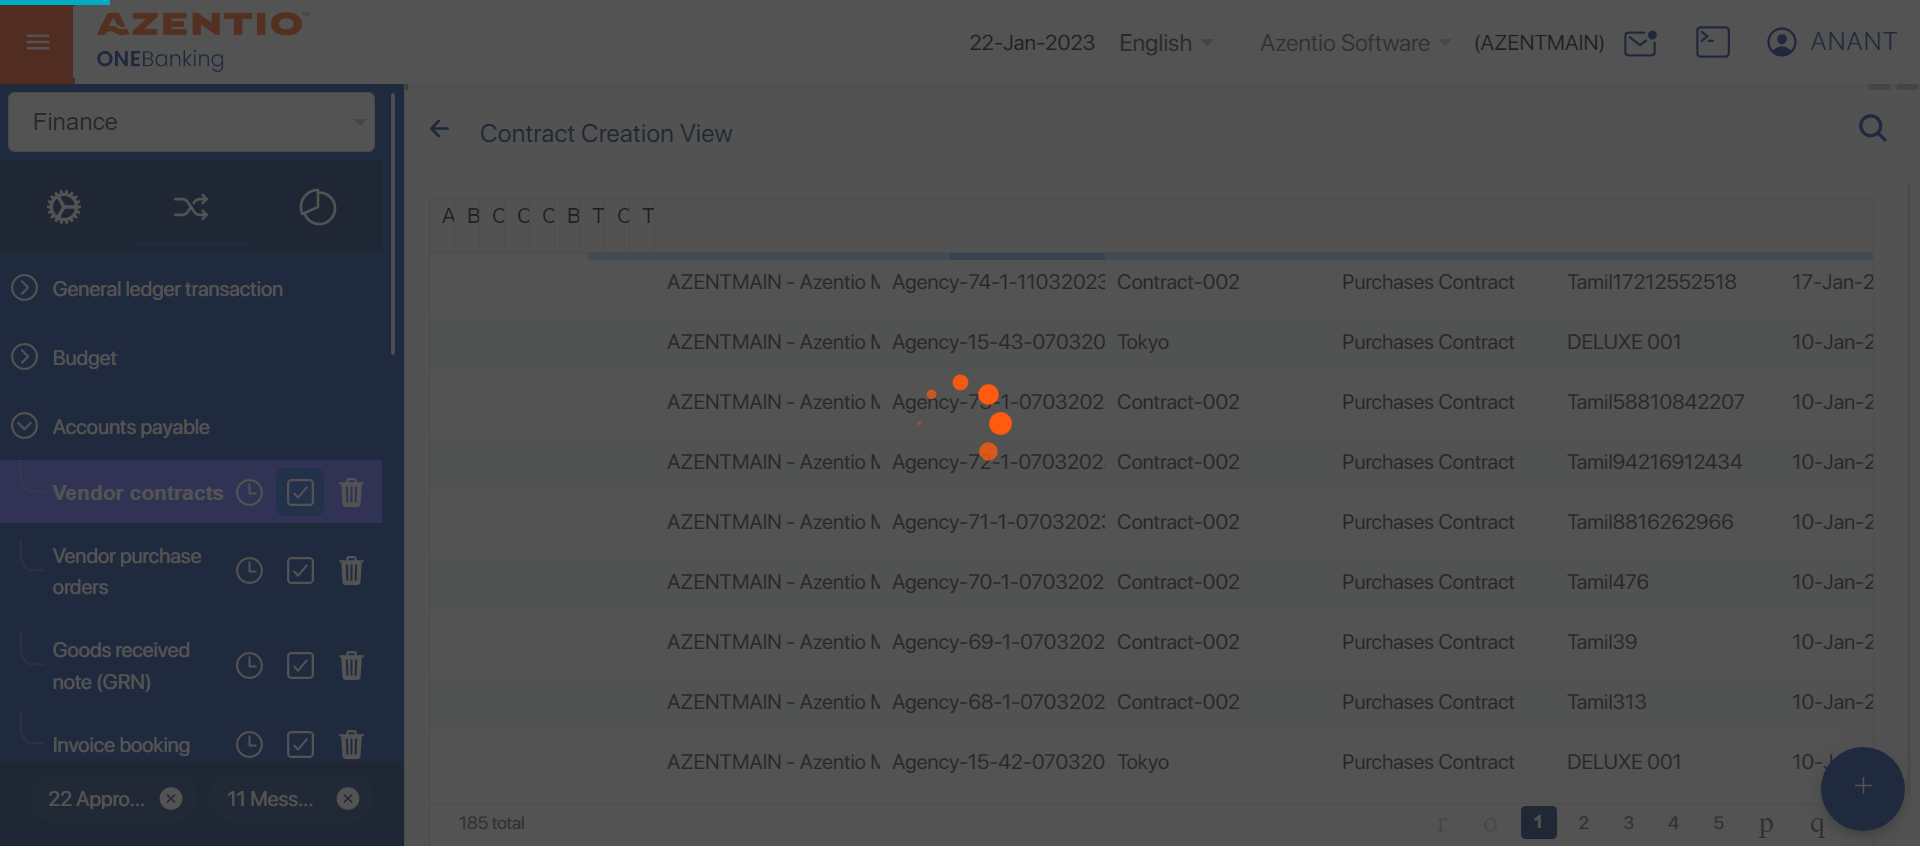 AZENTIO™
ONEBanking
22-Jan-2023 English Azentio Software (AZENTMAIN) ANANT
Finance
General ledger transaction
Budget
Accounts payable
Vendor contracts
Vendor purchase
orders
Goods received
note (GRN)
Invoice booking
22 Appro...
11 Mess...
Contract Creation View
A B C C C B T C T
AZENTMAIN - Azentio M Agency-74-1-11032023 Contract-002 Purchases Contract Tamil17212552518 17-Jan-2
AZENTMAIN - Azentio M Agency-15-43-070320 Tokyo Purchases Contract DELUXE 001 10-Jan-2
AZENTMAIN - Azentio M Agency-73-1-0703202 Contract-002 Purchases Contract Tamil58810842207 10-Jan-2
AZENTMAIN - Azentio M Agency-72-1-0703202 Contract-002 Purchases Contract Tamil94216912434 10-Jan-2
AZENTMAIN - Azentio M Agency-71-1-07032023 Contract-002 Purchases Contract Tamil8816262966 10-Jan-2
AZENTMAIN - Azentio M Agency-70-1-0703202 Contract-002 Purchases Contract Tamil476 10-Jan-2
AZENTMAIN - Azentio M Agency-69-1-0703202 Contract-002 Purchases Contract Tamil39 10-Jan-2
AZENTMAIN - Azentio M Agency-68-1-0703202 Contract-002 Purchases Contract Tamil313 10-Jan-2
AZENTMAIN - Azentio M Agency-15-42-070320 Tokyo Purchases Contract DELUXE 001 10-J
185 total r o 1 2 3 4 5 p q